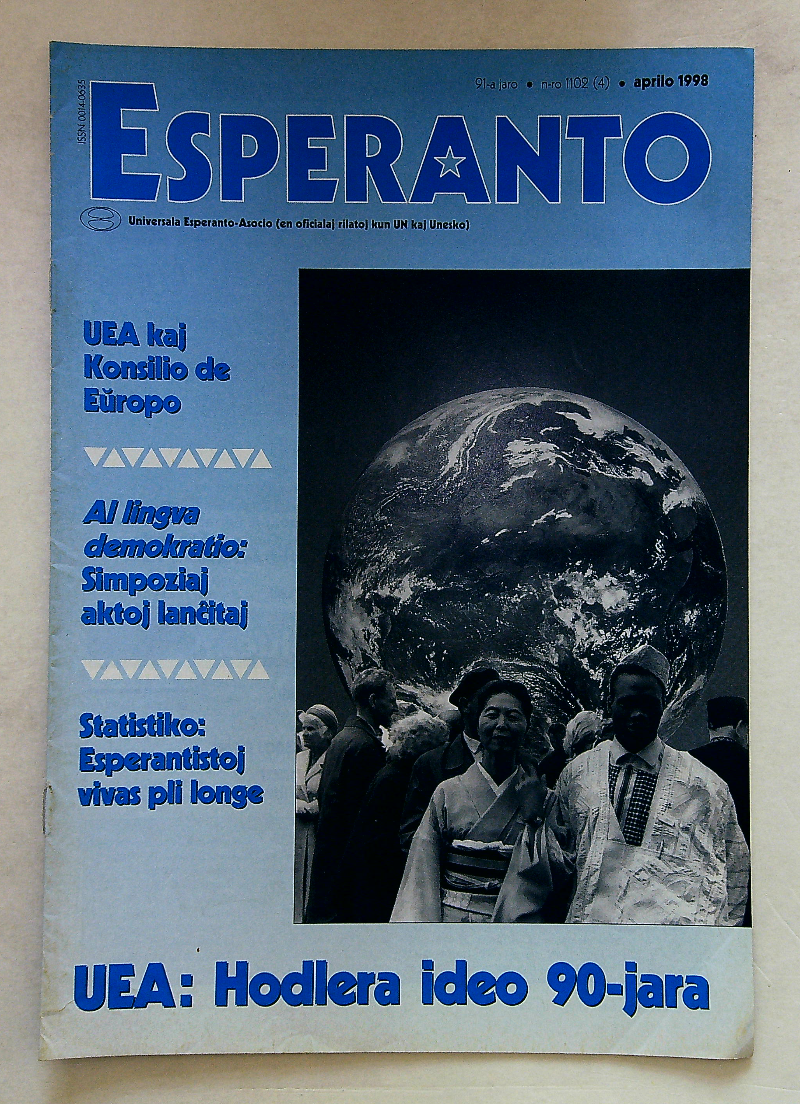 ISSN 0014-0635
91-a jaro • n-ro 1102 (4) • aprilo 1998
ESPERANTO
Universala Esperanto-Asocio (en oficialaj rilatoj kun UN kaj Unesko)
UEA kaj
Konsilio de
Eŭropo
Al lingva
demokratio:
Simpoziaj
aktoj lanĉitaj
Statistiko:
Esperantistoj
vivas pli longe
UEA: Hodlera ideo 90-jara